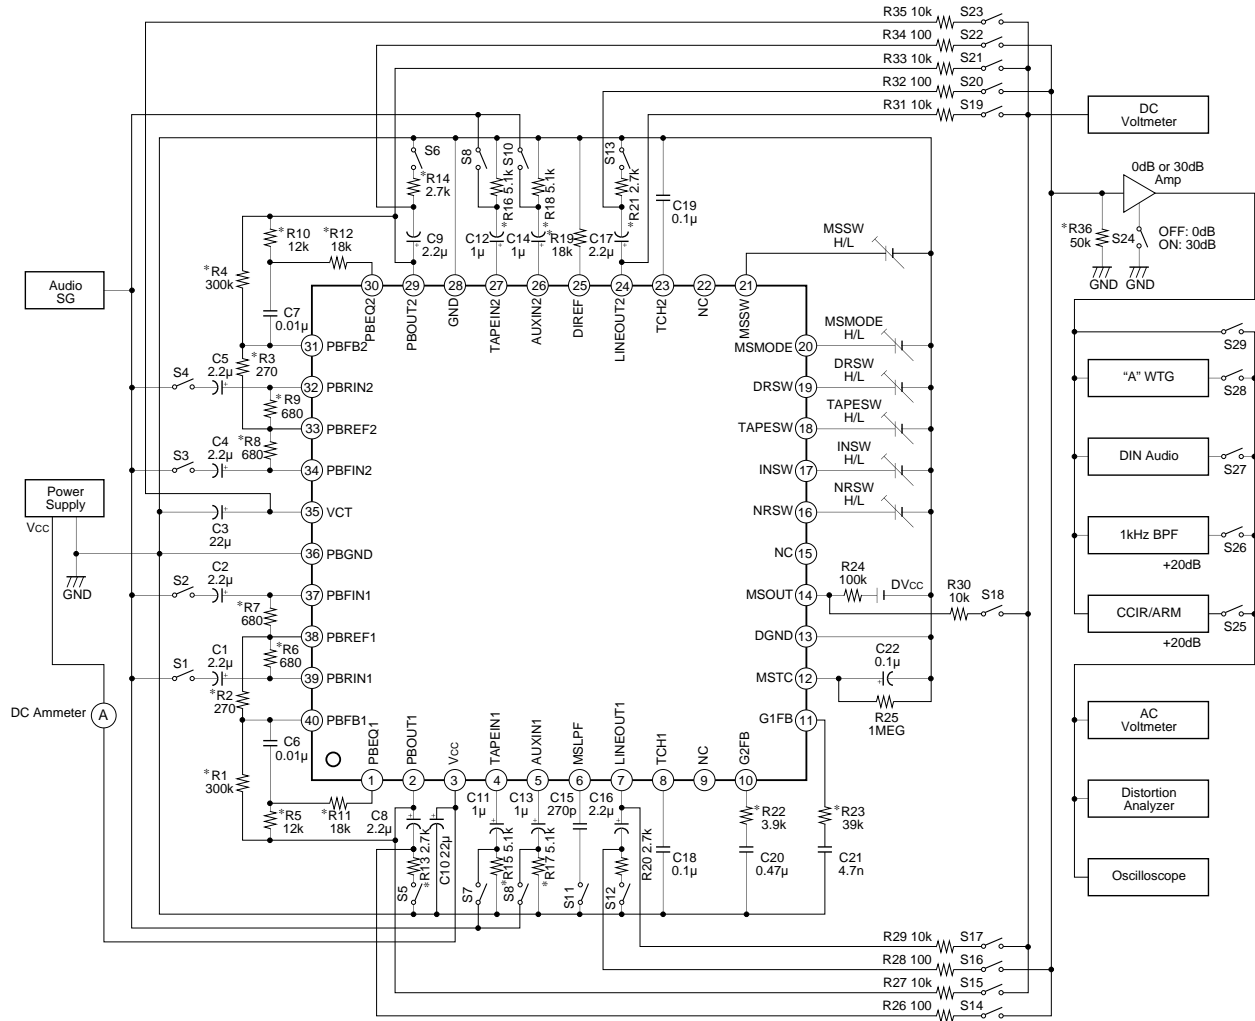 R35 10k S23
R34 100 S22
R33 10k S21
R32 100 S20
R31 10k S19
DC
Voltmeter
0dB or 30dB
Amp
*R36
50k
S24
OFF: 0dB
ON: 30dB
GND
GND
S6
*R14
2.7k
S8
S10
*R16 5.1k
*R18 5.1k
S13
*R21 2.7k
C19
0.1µ
*R10
12k
*R12
18k
C9
2.2µ
C12
1µ
C14
1µ
*R19
18k
C17
2.2µ
MSSW
H/L
*R4
300k
Audio
SG
C7
0.01µ
30
29
28
27
26
25
24
23
22
21
PBEQ2
PBOUT2
GND
TAPEIN2
AUXIN2
DIREF
LINEOUT2
TCH2
NC
MSSW
31 PBFB2
MSMODE 20
MSMODE
H/L
*R3
270
C5
2.2µ
S4
32 PBRIN2
DRSW 19
DRSW
H/L
*R9
680
33 PBREF2
TAPESW 18
TAPESW
H/L
*R8
680
C4
2.2µ
S3
34 PBFIN2
INSW 17
INSW
H/L
Power
Supply
VCC
35 VCT
C3
22µ
NRSW 16
NRSW
H/L
GND
36 PBGND
NC 15
C2
2.2µ
S2
37 PBFIN1
MSOUT 14
R24
100k
DVCC
R30
10k
S18
*R7
680
38 PBREF1
DGND 13
*R6
680
C1
2.2µ
S1
39 PBRIN1
MSTC 12
C22
0.1µ
*R2
270
R25
1MEG
DC Ammeter
A
40 PBFB1
G1FB 11
C6
0.01µ
PBEQ1
PBOUT1
VCC
TAPEIN1
AUXIN1
MSLPF
LINEOUT1
TCH1
NC
G2FB
1
2
3
4
5
6
7
8
9
10
*R1
300k
*R5
12k
*R11
18k
C8
2.2µ
C10 22µ
C11
1µ
C13
1µ
C15
270p
C16
2.2µ
*R13 2.7k
S5
*R15 5.1k
S7
*R17 5.1k
S8
S11
R20 2.7k
S12
C18
0.1µ
*R22
3.9k
C20
0.47µ
*R23
39k
C21
4.7n
R29 10k S17
R28 100 S16
R27 10k S15
R26 100 S14
S29
"A" WTG
S28
DIN Audio
S27
1kHz BPF
+20dB
S26
CCIR/ARM
+20dB
S25
AC
Voltmeter
Distortion
Analyzer
Oscilloscope